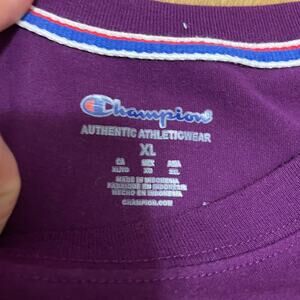 Champion
AUTHENTIC ATHLETICWEAR
XL
CA MEX ASIA
XL/TG XG
MADE IN INDONESIA
FABRIQUÉ EN INDONÉSIE
HECHO EN INDONESIA
CHAMPION.COM